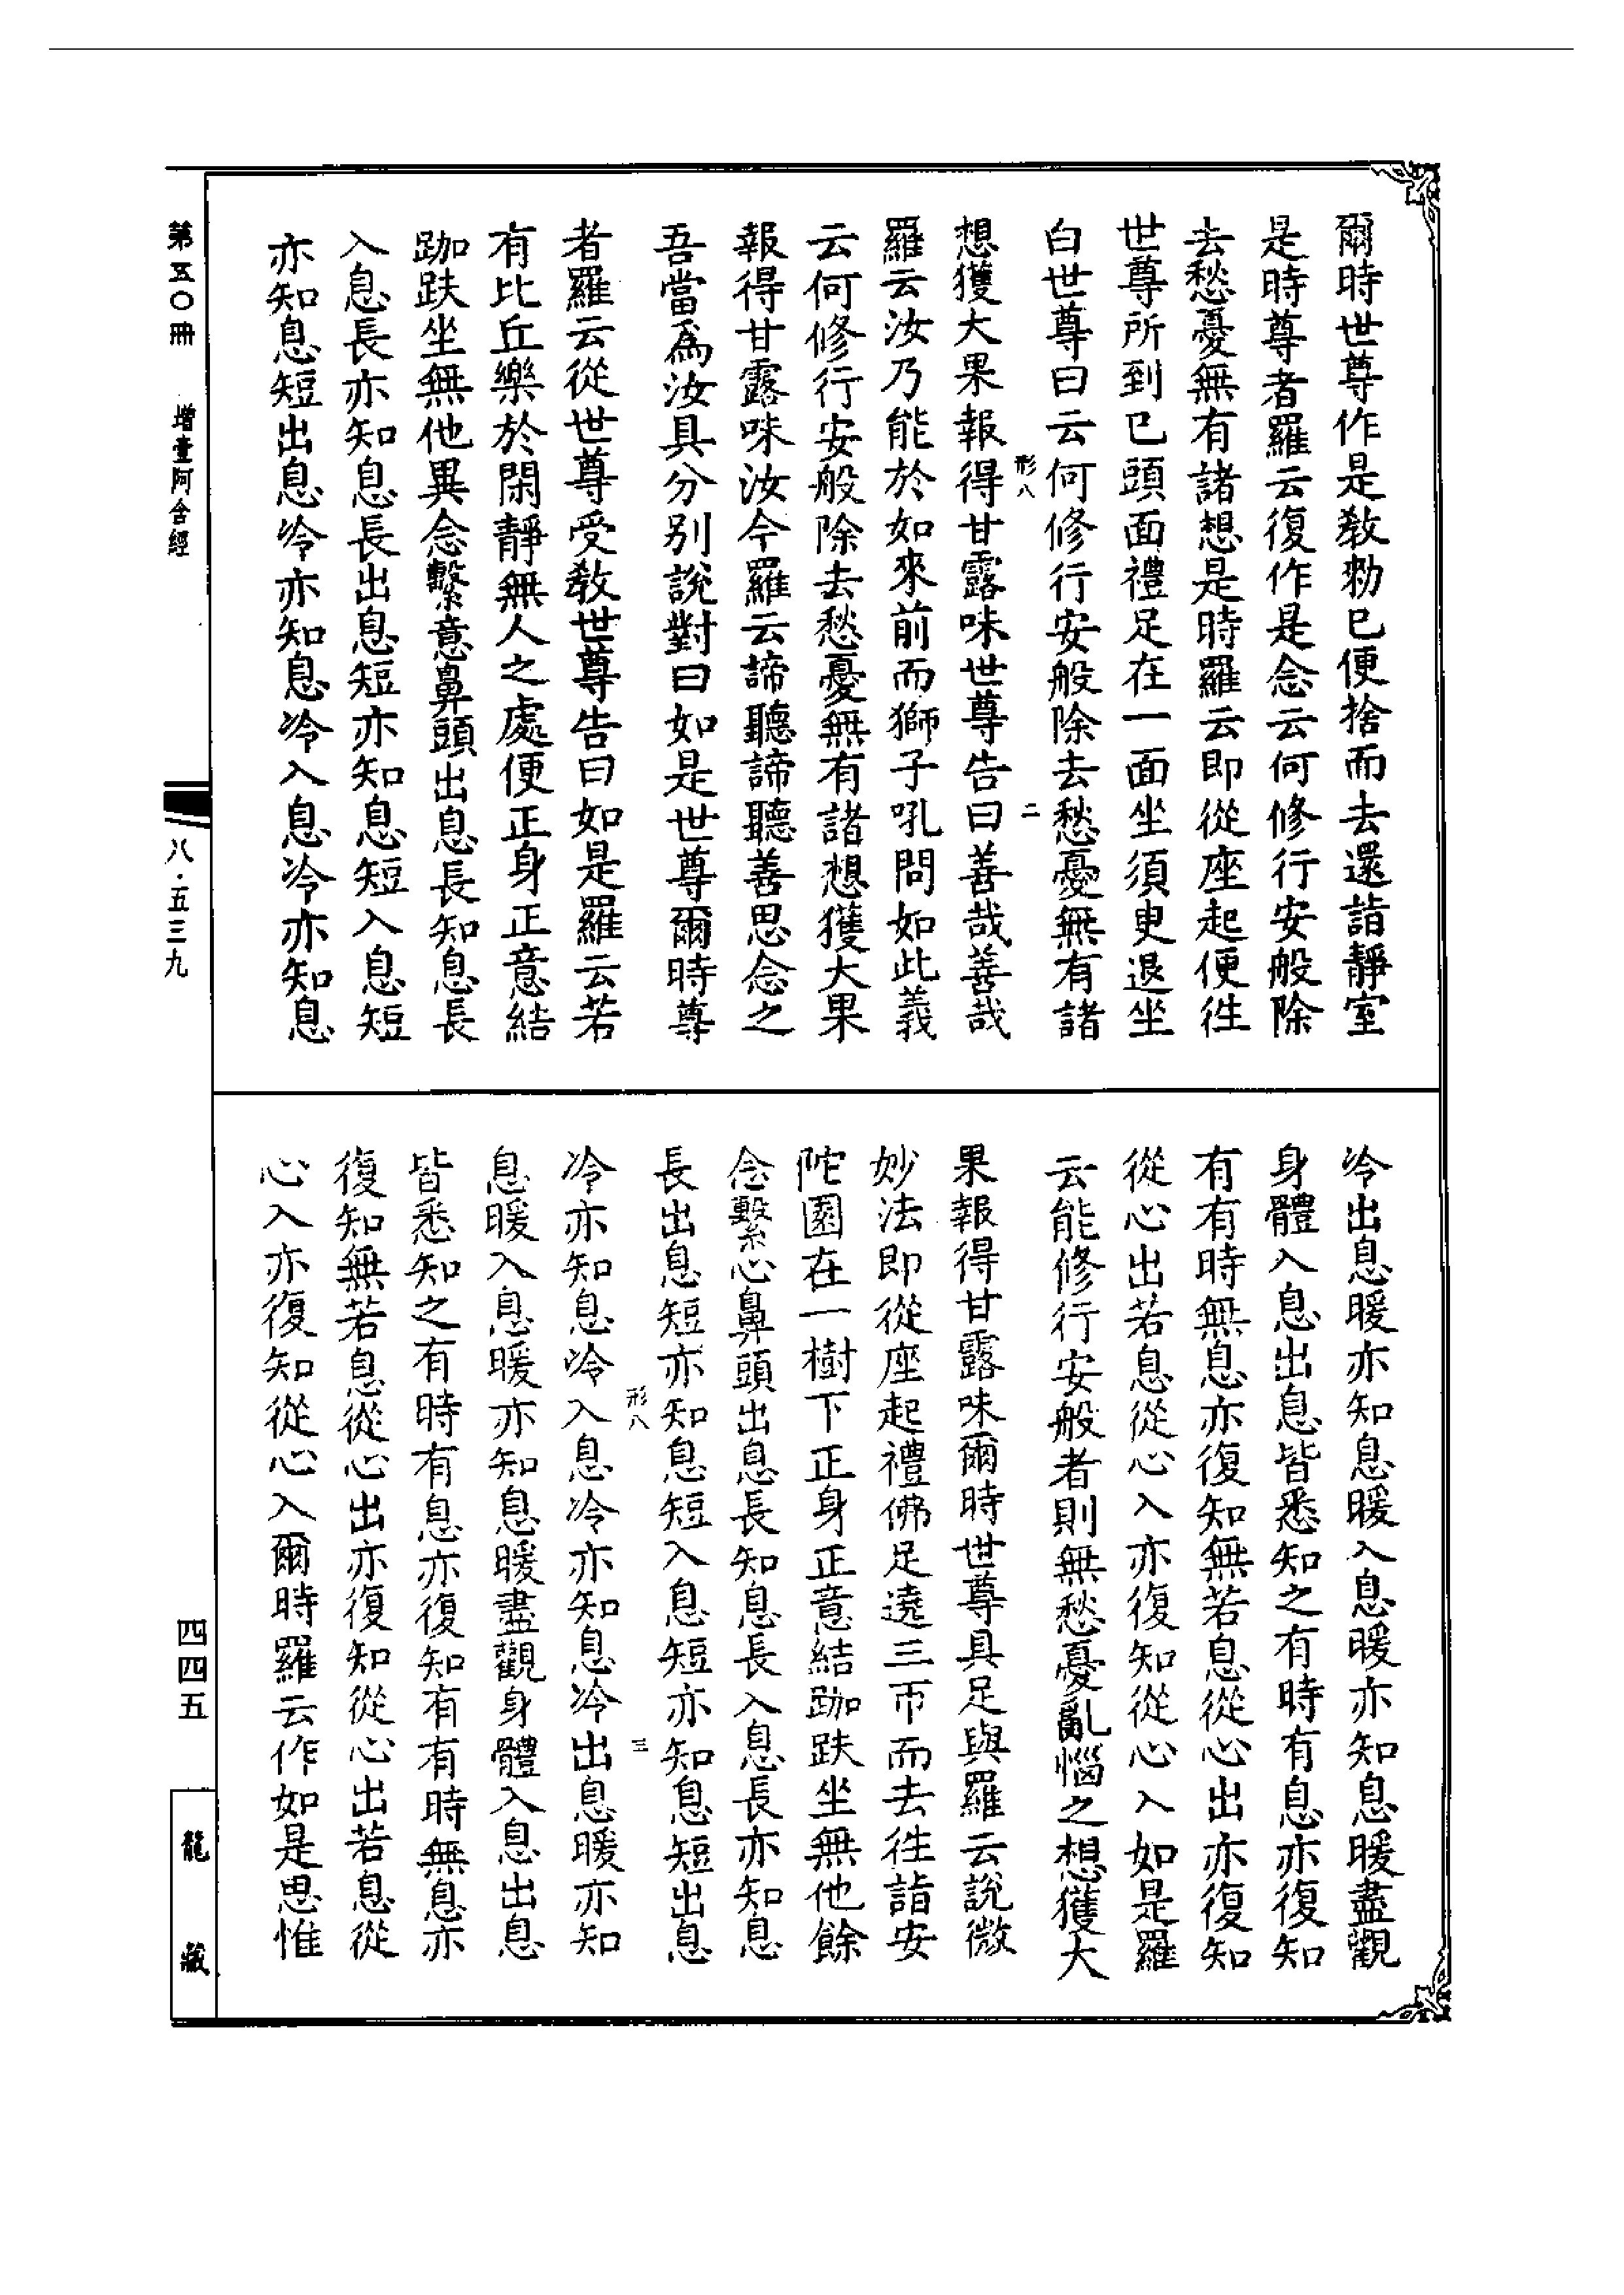 爾時世尊作是教勑已便捨而去還詣靜室
是時尊者羅云復作是念云何修行安般除
去愁憂無有諸想是時羅云即從座起便往
世尊所到已頭面禮足在一面坐須臾退坐
白世尊曰云何修行安般除去愁憂無有諸
形八
二
想獲大果報得甘露味世尊告曰善哉善哉
羅云汝乃能於如來前而獅子吼問如此義
云何修行安般除去愁憂無有諸想獲大果
報得甘露味汝今羅云諦聽諦聽善思念之
吾當為汝具分別說對曰如是世尊爾時尊
者羅云從世尊受教世尊告曰如是羅云若
有比丘樂於閑靜無人之處便正身正意結
跏趺坐無他異念繫意鼻頭出息長知息長
入息長亦知息長出息短亦知息短入息短
亦知息短出息冷亦知息冷入息冷亦知息
冷出息暖亦知息暖入息暖亦知息暖盡觀
身體入息出息皆悉知之有時有息亦復知
有有時無息亦復知無若息從心出亦復知
從心出若息從心入亦復知從心入如是羅
云能修行安般者則無愁憂亂惱之想獲大
果報得甘露味爾時世尊具足與羅云說微
妙法即從座起禮佛足遶三帀而去往詣安
陀園在一樹下正身正意結跏趺坐無他餘
念繫心鼻頭出息長知息長入息長亦知息
長出息短亦知息短入息短亦知息短出息
形八
三
冷亦知息冷入息冷亦知息冷出息暖亦知
息暖入息暖亦知息暖盡觀身體入息出息
皆悉知之有時有息亦復知有有時無息亦
復知無若息從心出亦復知從心出若息從
心入亦復知從心入爾時羅云作如是思惟
第五〇冊
增壹阿含經
八·五三九
四四五
龍藏